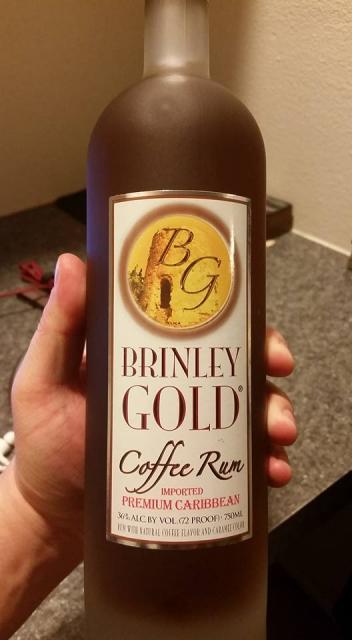 BG
BRINLEY
GOLD®
Coffee Rum
IMPORTED
PREMIUM CARIBBEAN
36% ALC. BY VOL. (72 PROOF) • 750ML
RUM WITH NATURAL COFFEE FLAVOR AND CARAMEL COLOR